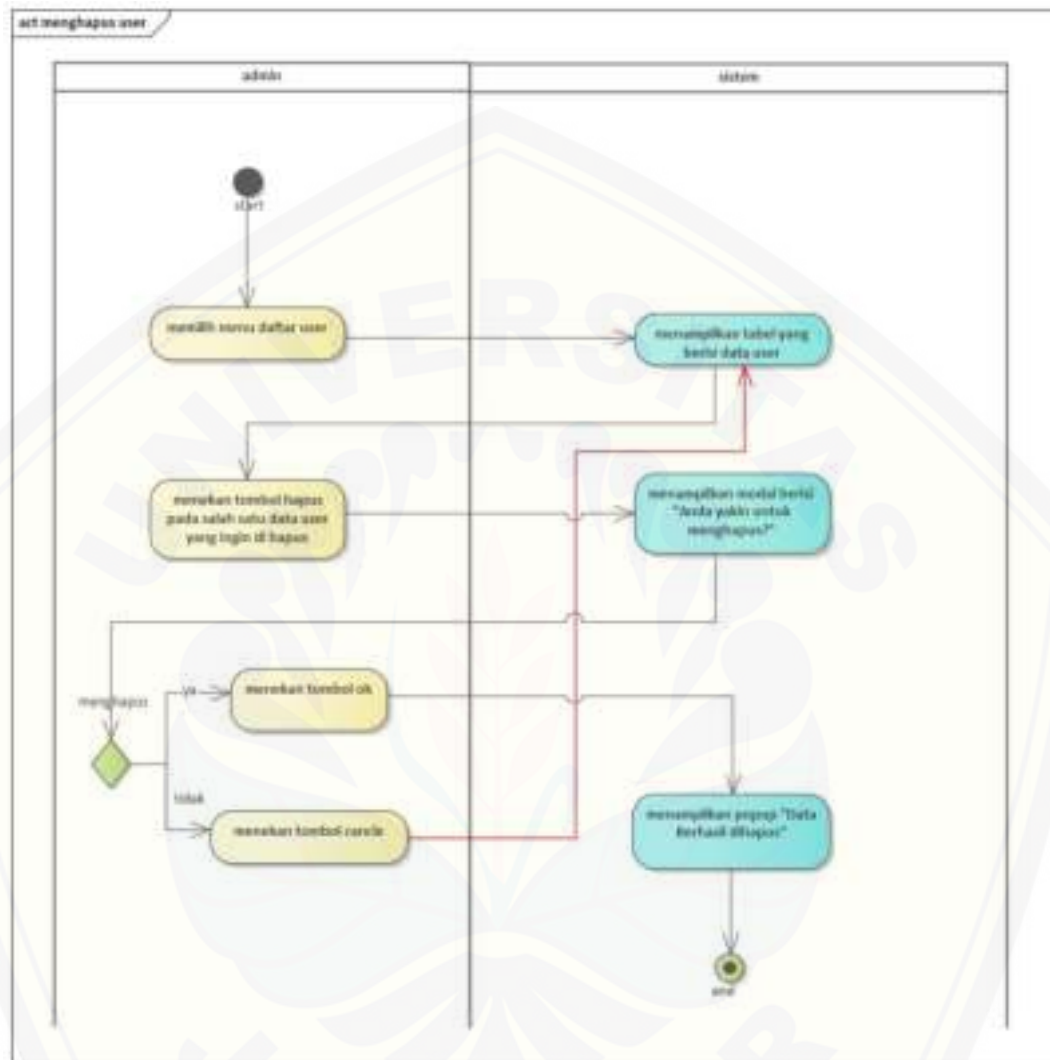 act menghapus user
admin
sistem
start
memilih menu daftar user
menampilkan tabel yang
berisi data user
menekan tombol hapus
pada salah satu data user
yang ingin di hapus
menampilkan modal berisi
"Anda yakin untuk
menghapus?"
menghapus
ya
menekan tombol ok
tidak
menekan tombol cancle
menampilkan popup "Data
Berhasil dihapus"
UNIVERSITAS